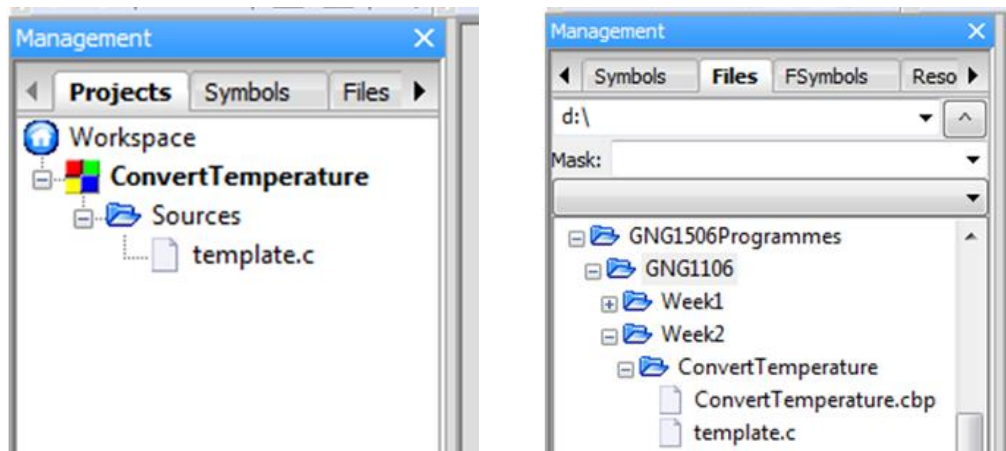 Management
Projects Symbols Files
Workspace
ConvertTemperature
Sources
template.c
Management
Symbols Files FSymbols Reso
d:\
Mask:
GNG1506Programmes
GNG1106
Week1
Week2
ConvertTemperature
ConvertTemperature.cbp
template.c